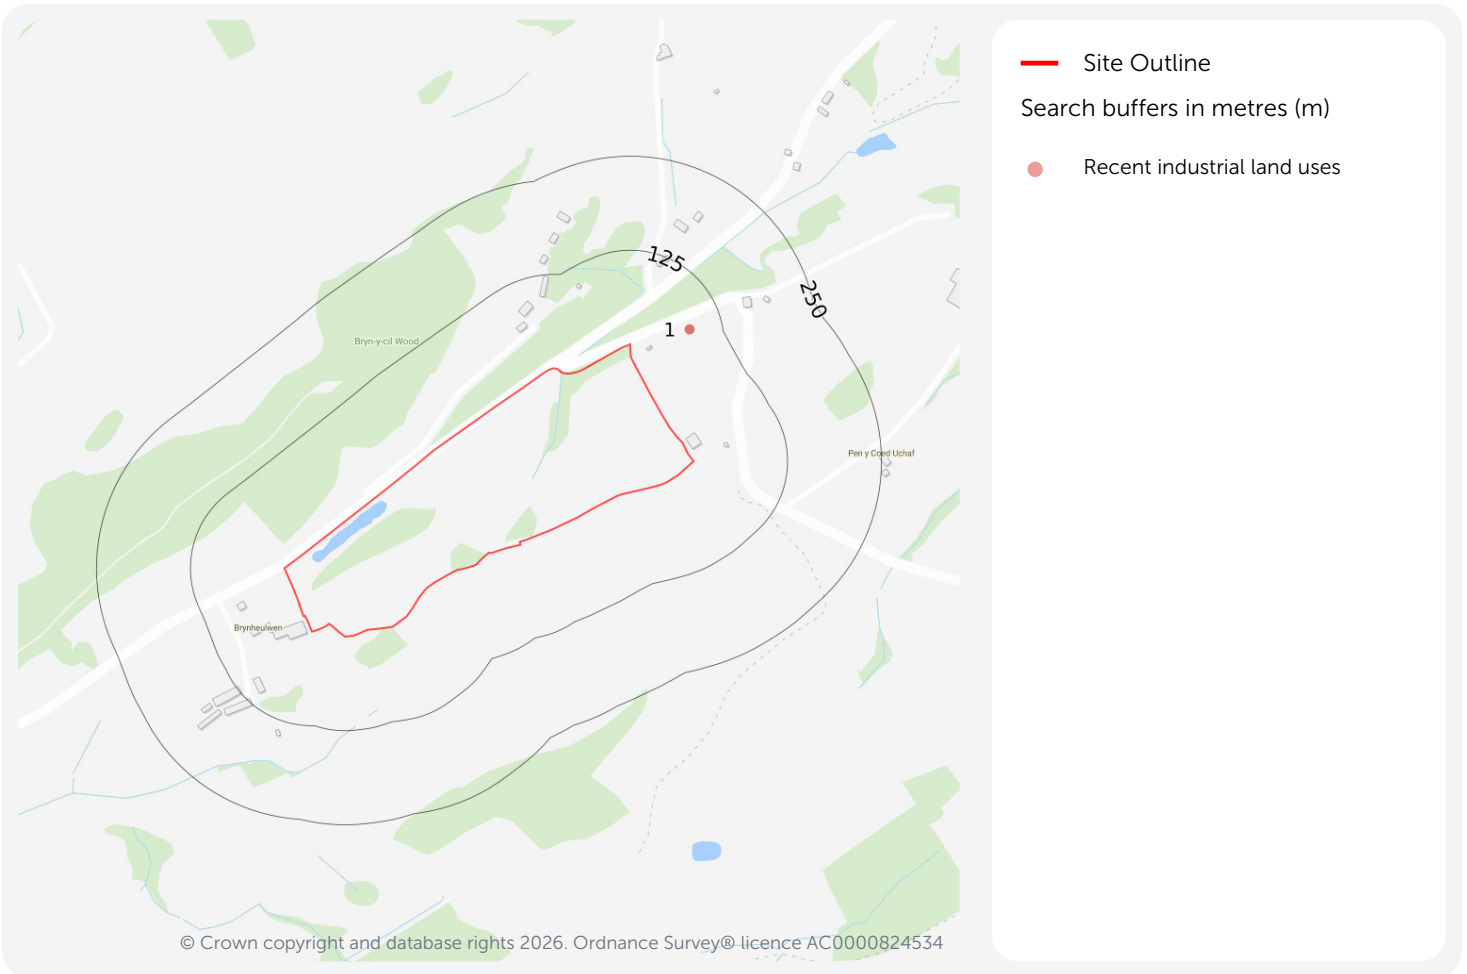 Site Outline
Search buffers in metres (m)
Recent industrial land uses
125
250
1
Bryn-y-cil Wood
Pen y Coed Uchaf
Brynheulwen
© Crown copyright and database rights 2026. Ordnance Survey® licence AC0000824534